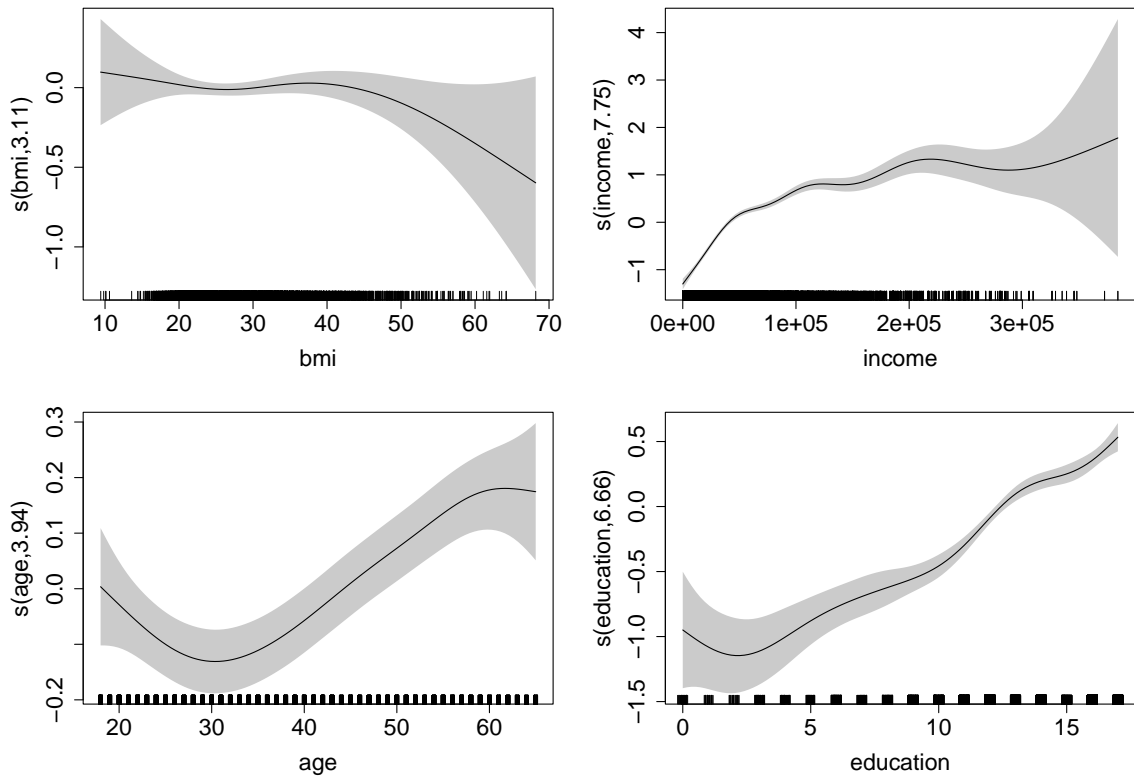 s(bmi,3.11)
0.0
−0.5
−1.0
10 20 30 40 50 60 70
bmi
s(income,7.75)
4
3
2
1
0
−1
0e+00 1e+05 2e+05 3e+05
income
s(age,3.94)
0.3
0.2
0.1
0.0
−0.2
20 30 40 50 60
age
s(education,6.66)
0.5
0.0
−0.5
−1.0
−1.5
0 5 10 15
education